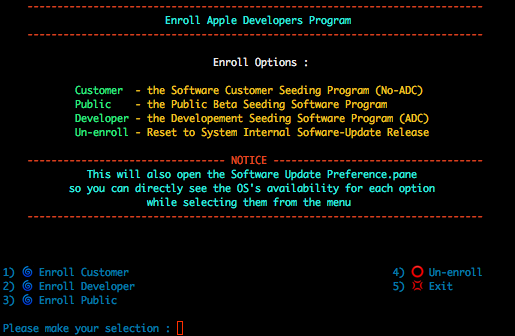 Enroll Apple Developers Program
Enroll Options :
Customer - the Software Customer Seeding Program (No-ADC)
Public - the Public Beta Seeding Software Program
Developer - the Developement Seeding Software Program (ADC)
Un-enroll - Reset to System Internal Sofware-Update Release
NOTICE
This will also open the Software Update Preference.pane
so you can directly see the OS's availability for each option
while selecting them from the menu
1) Enroll Customer 4) Un-enroll
2) Enroll Developer 5) Exit
3) Enroll Public
Please make your selection :